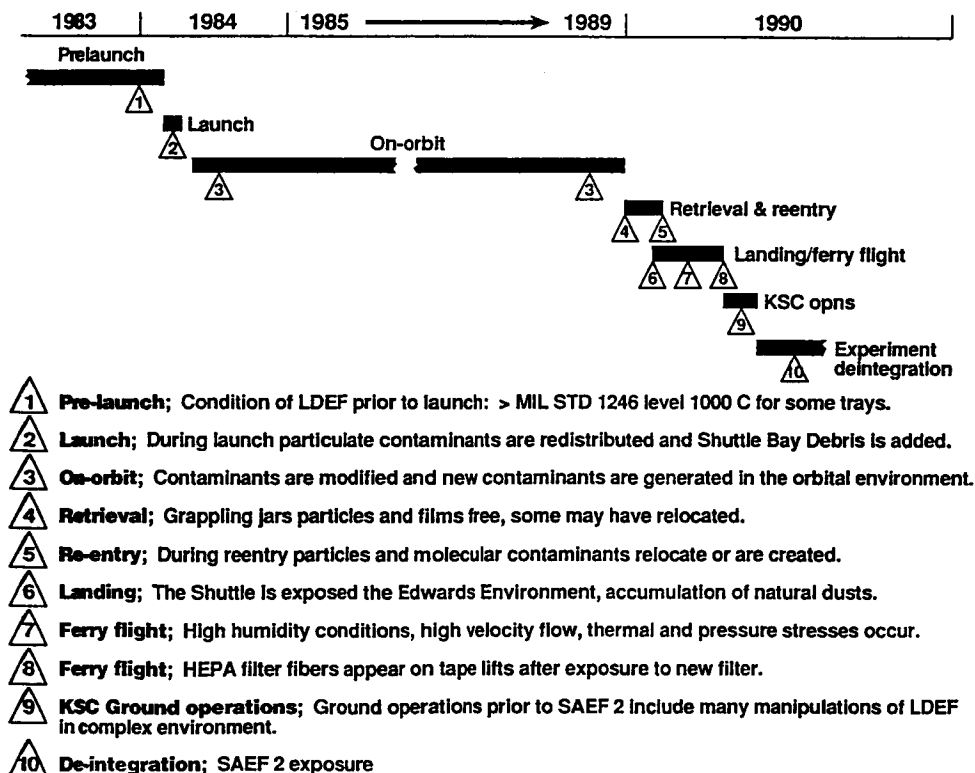 1983 1984 1985 1989 1990
Prelaunch
1
2 Launch
On-orbit
3 3
Retrieval & reentry
4 5
Landing/ferry flight
6 7 8
KSC opns
9
Experiment
deintegration
10
1 Pre-launch; Condition of LDEF prior to launch: > MIL STD 1246 level 1000 C for some trays.
2 Launch; During launch particulate contaminants are redistributed and Shuttle Bay Debris is added.
3 On-orbit; Contaminants are modified and new contaminants are generated in the orbital environment.
4 Retrieval; Grappling jars particles and films free, some may have relocated.
5 Re-entry; During reentry particles and molecular contaminants relocate or are created.
6 Landing; The Shuttle is exposed the Edwards Environment, accumulation of natural dusts.
7 Ferry flight; High humidity conditions, high velocity flow, thermal and pressure stresses occur.
8 Ferry flight; HEPA filter fibers appear on tape lifts after exposure to new filter.
9 KSC Ground operations; Ground operations prior to SAEF 2 include many manipulations of LDEF
in complex environment.
10 De-integration; SAEF 2 exposure